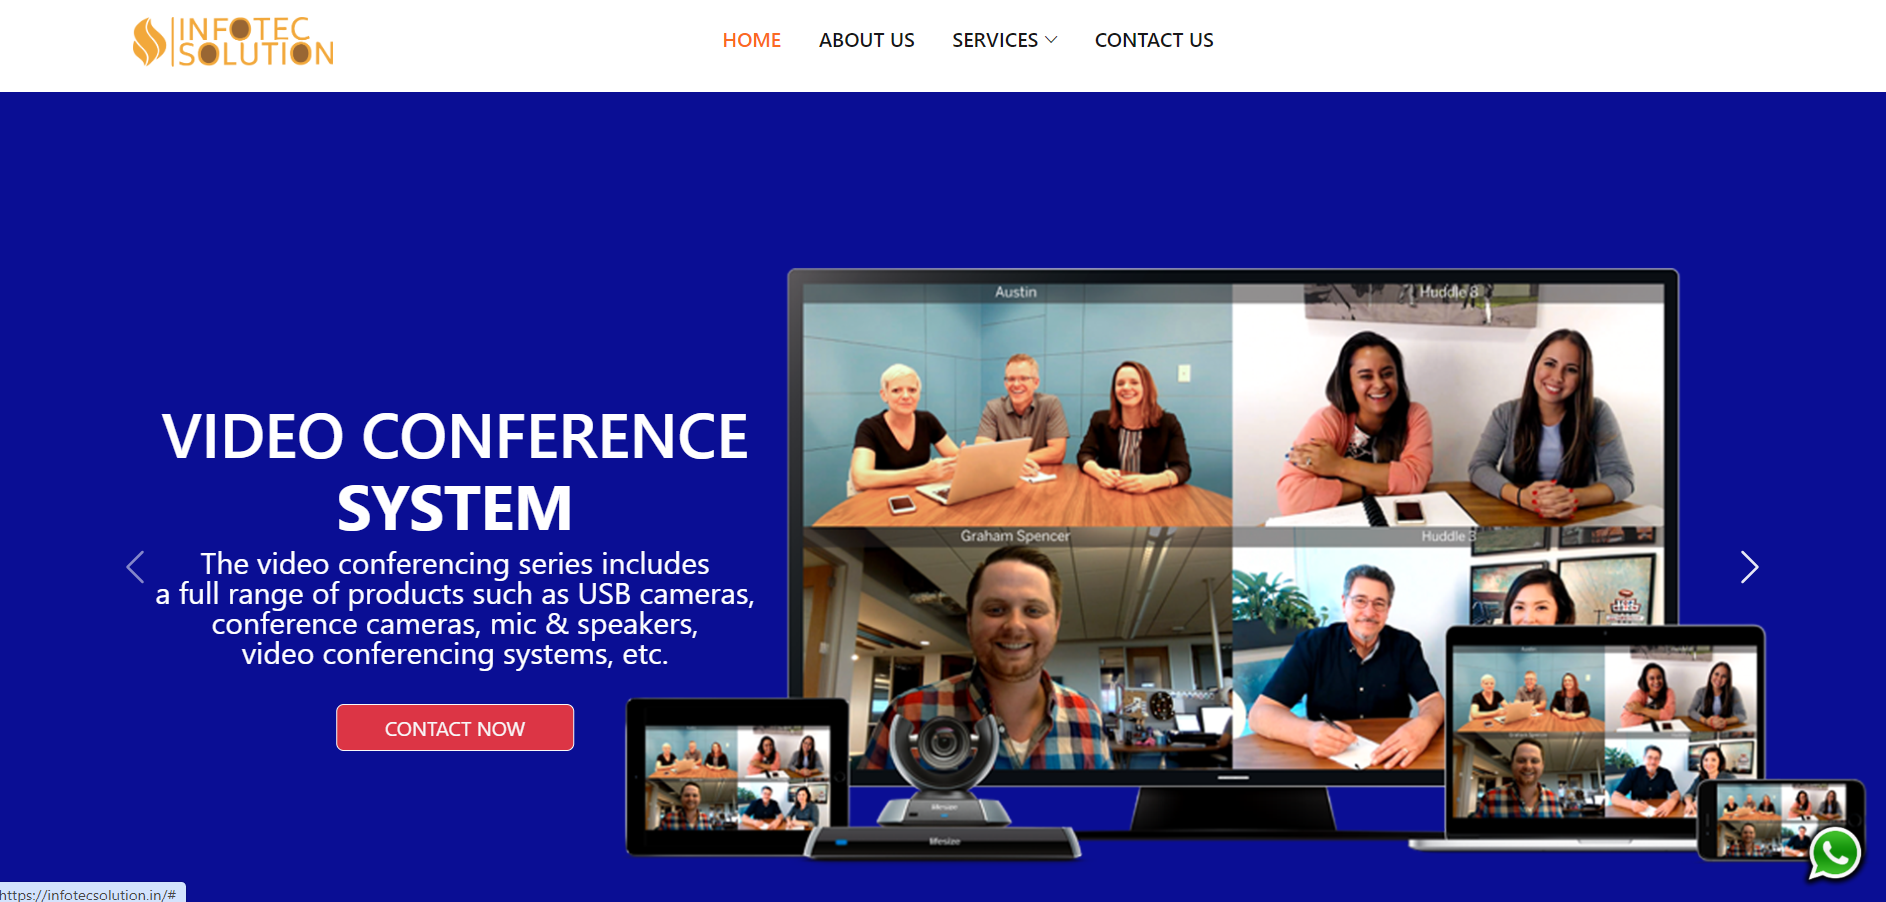 INFOTEC
SOLUTION
HOME
ABOUT US
SERVICES
CONTACT US
Austin
Huddle 8
VIDEO CONFERENCE
SYSTEM
Graham Spencer
Huddle 3
The video conferencing series includes
a full range of products such as USB cameras,
conference cameras, mic & speakers,
video conferencing systems, etc.
CONTACT NOW
lifesize
lifesize
https://infotecsolution.in/#